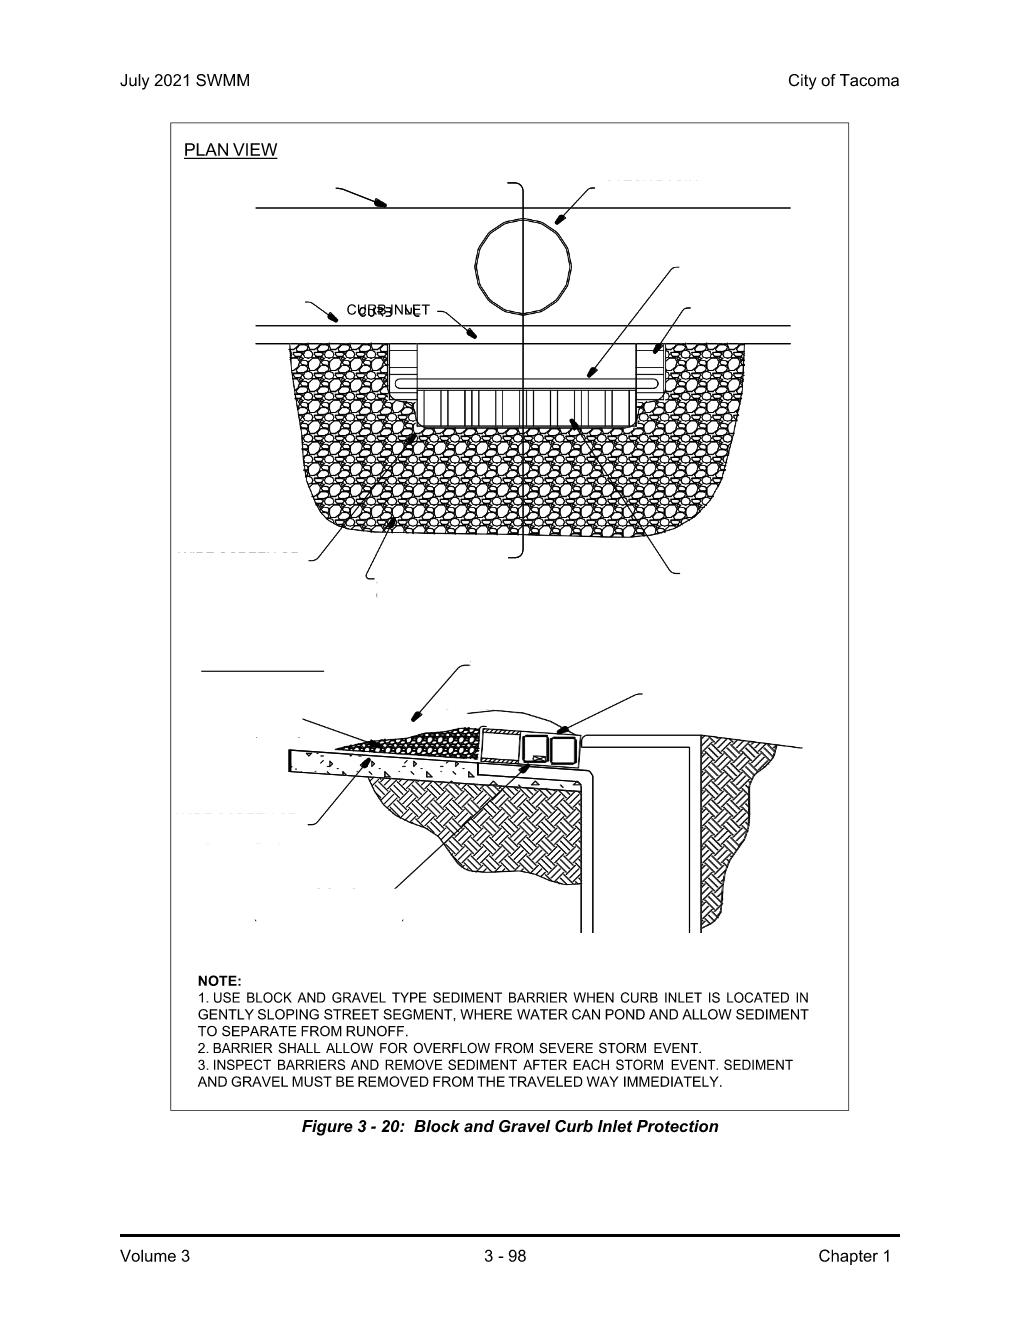 July 2021 SWMM
City of Tacoma
PLAN VIEW
CURB INLET
NOTE:
1. USE BLOCK AND GRAVEL TYPE SEDIMENT BARRIER WHEN CURB INLET IS LOCATED IN
GENTLY SLOPING STREET SEGMENT, WHERE WATER CAN POND AND ALLOW SEDIMENT
TO SEPARATE FROM RUNOFF.
2. BARRIER SHALL ALLOW FOR OVERFLOW FROM SEVERE STORM EVENT.
3. INSPECT BARRIERS AND REMOVE SEDIMENT AFTER EACH STORM EVENT. SEDIMENT
AND GRAVEL MUST BE REMOVED FROM THE TRAVELED WAY IMMEDIATELY.
Figure 3 - 20: Block and Gravel Curb Inlet Protection
Volume 3
3 - 98
Chapter 1